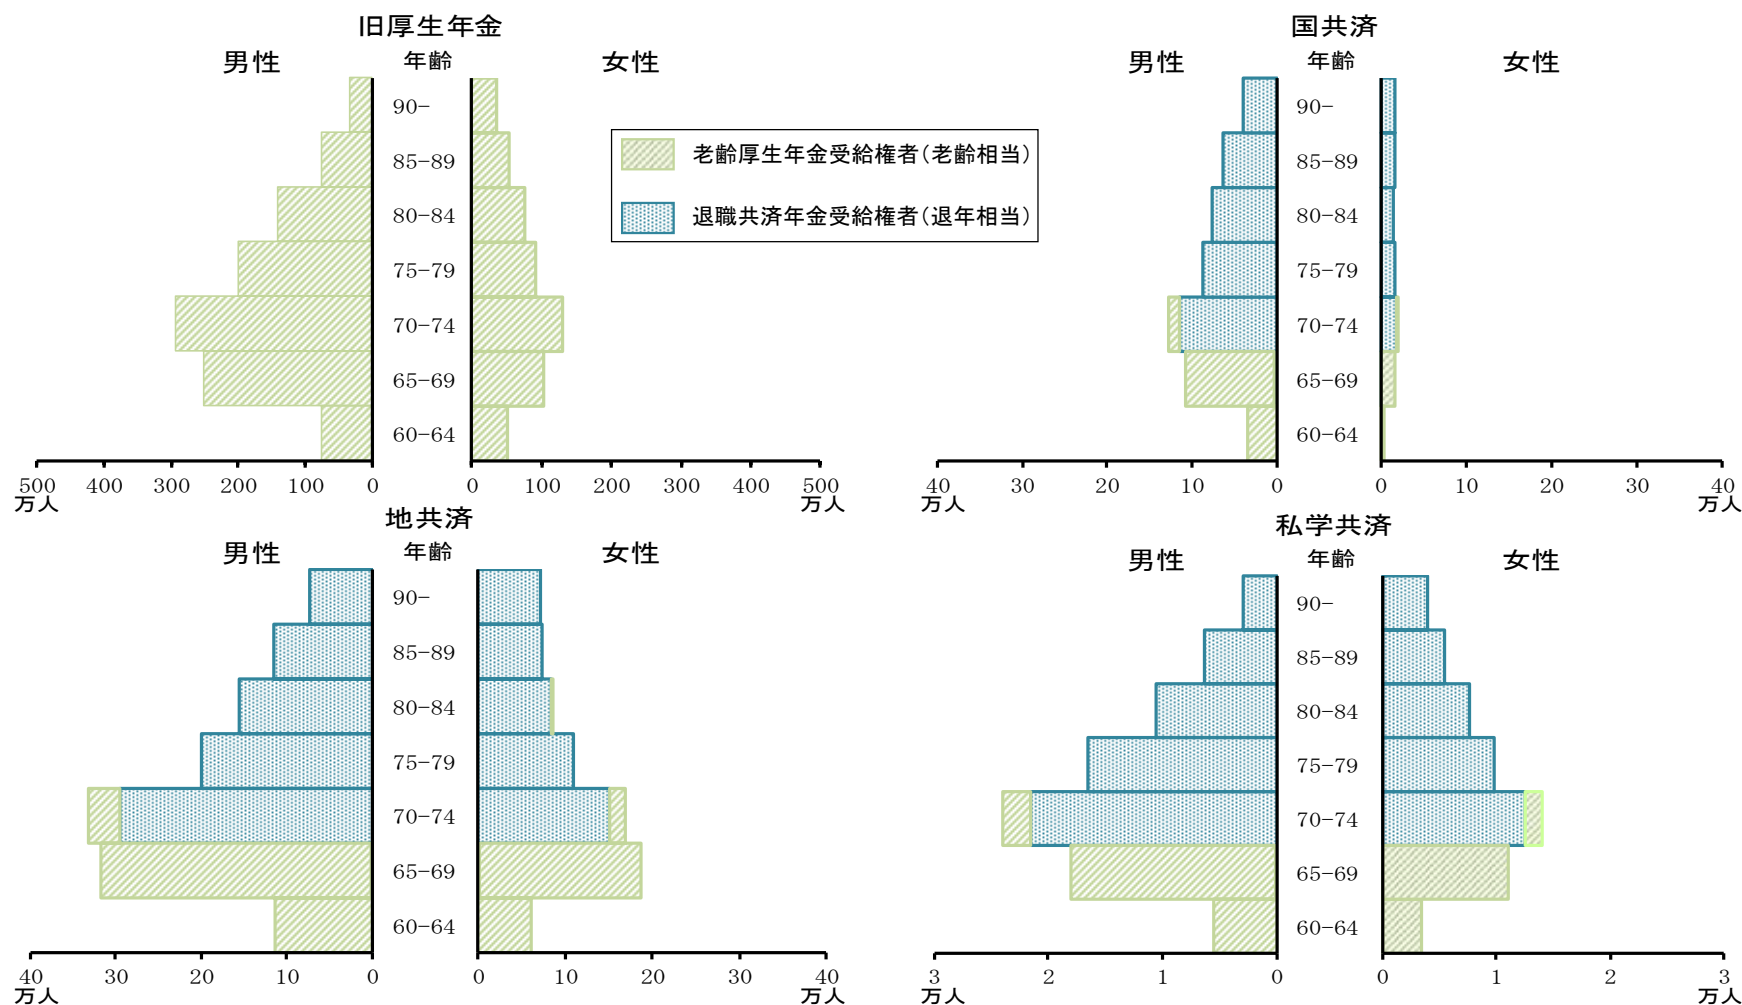 旧厚生年金
男性 年齢 女性
90-
85-89
80-84
75-79
70-74
65-69
60-64
500 400 300 200 100 0 0 100 200 300 400 500
万人 万人
老齢厚生年金受給権者(老齢相当)
退職共済年金受給権者(退年相当)
国共済
男性 年齢 女性
90-
85-89
80-84
75-79
70-74
65-69
60-64
40 30 20 10 0 0 10 20 30 40
万人 万人
地共済
男性 年齢 女性
90-
85-89
80-84
75-79
70-74
65-69
60-64
40 30 20 10 0 0 10 20 30 40
万人 万人
私学共済
男性 年齢 女性
90-
85-89
80-84
75-79
70-74
65-69
60-64
3 2 1 0 0 1 2 3
万人 万人